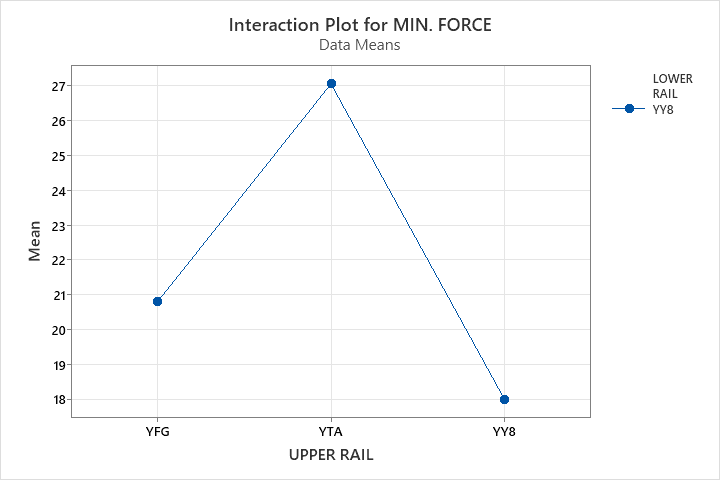 Interaction Plot for MIN. FORCE
Data Means
27
26
25
24
23
22
21
20
19
18
Mean
YFG
YTA
YY8
UPPER RAIL
LOWER
RAIL
YY8